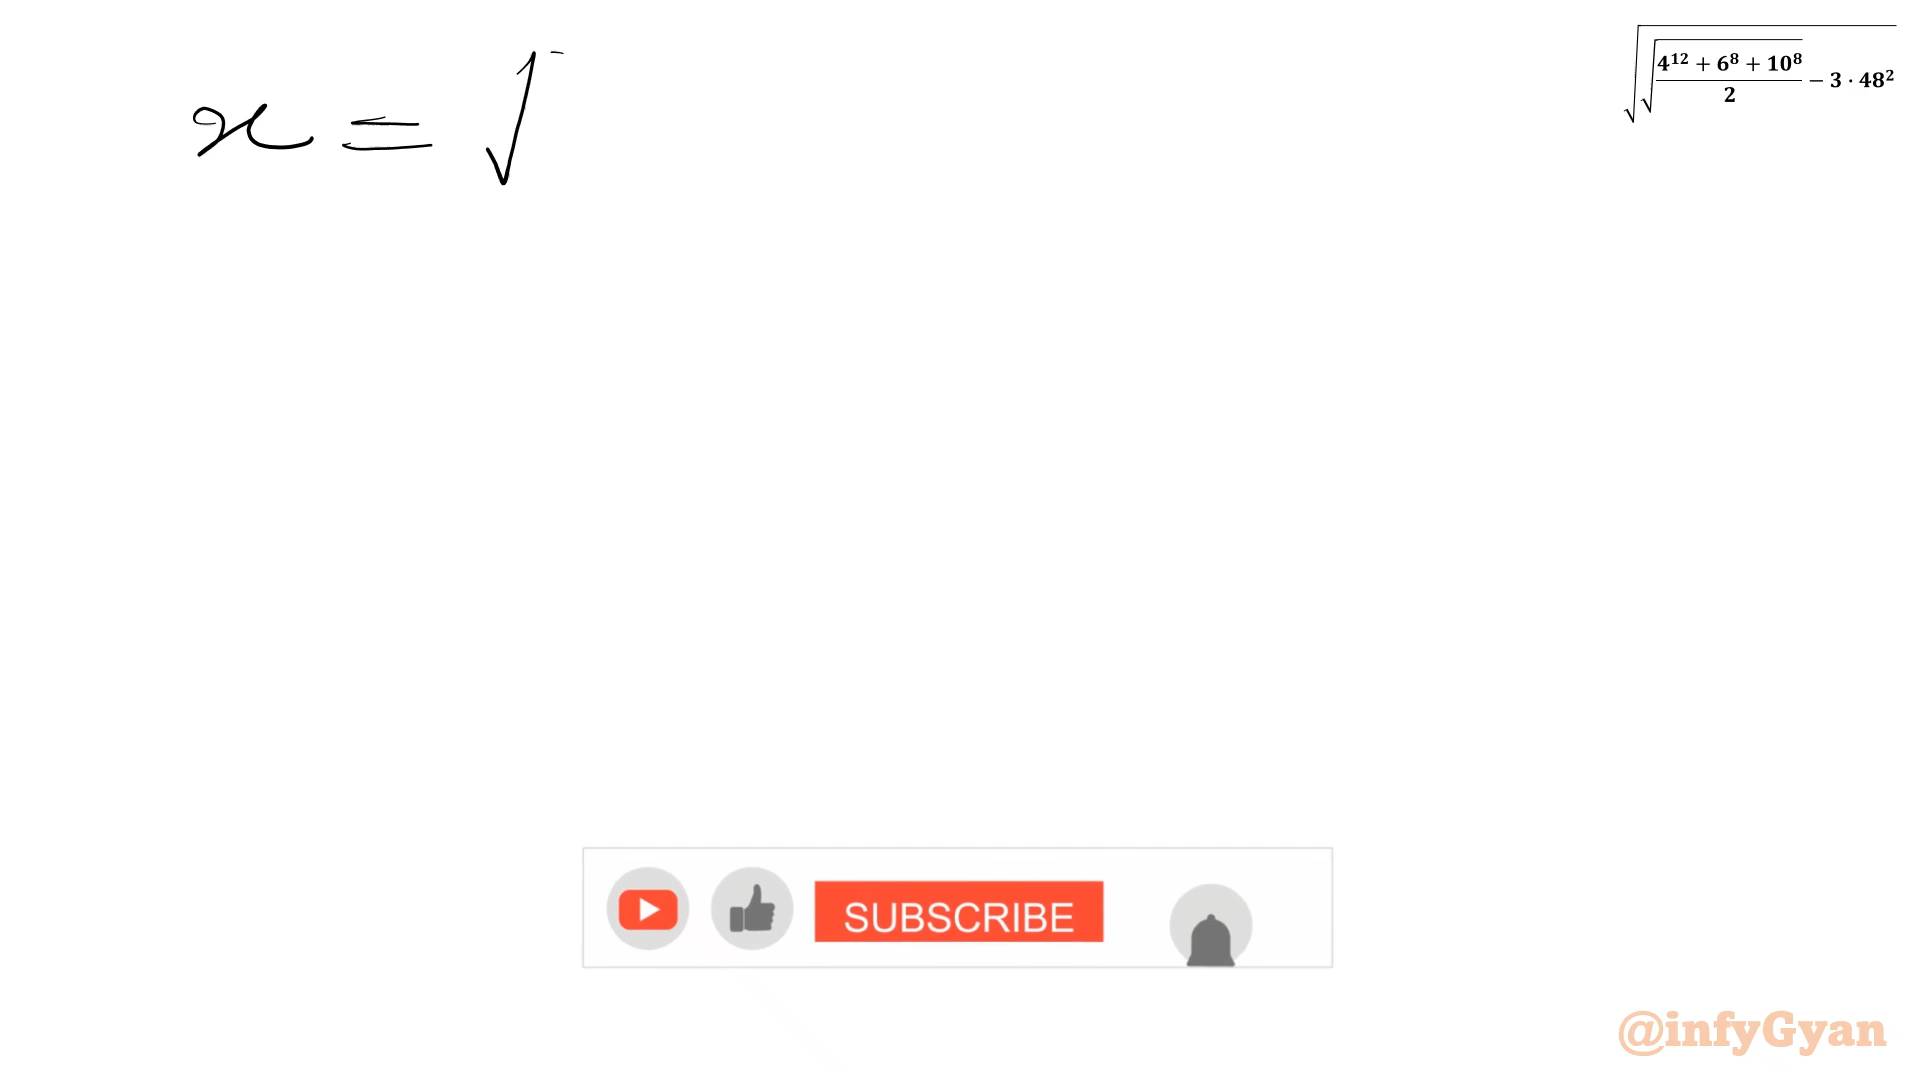 x = √
√(√((4¹² + 6⁸ + 10⁸)/2) − 3 · 48²)
SUBSCRIBE
@infyGyan